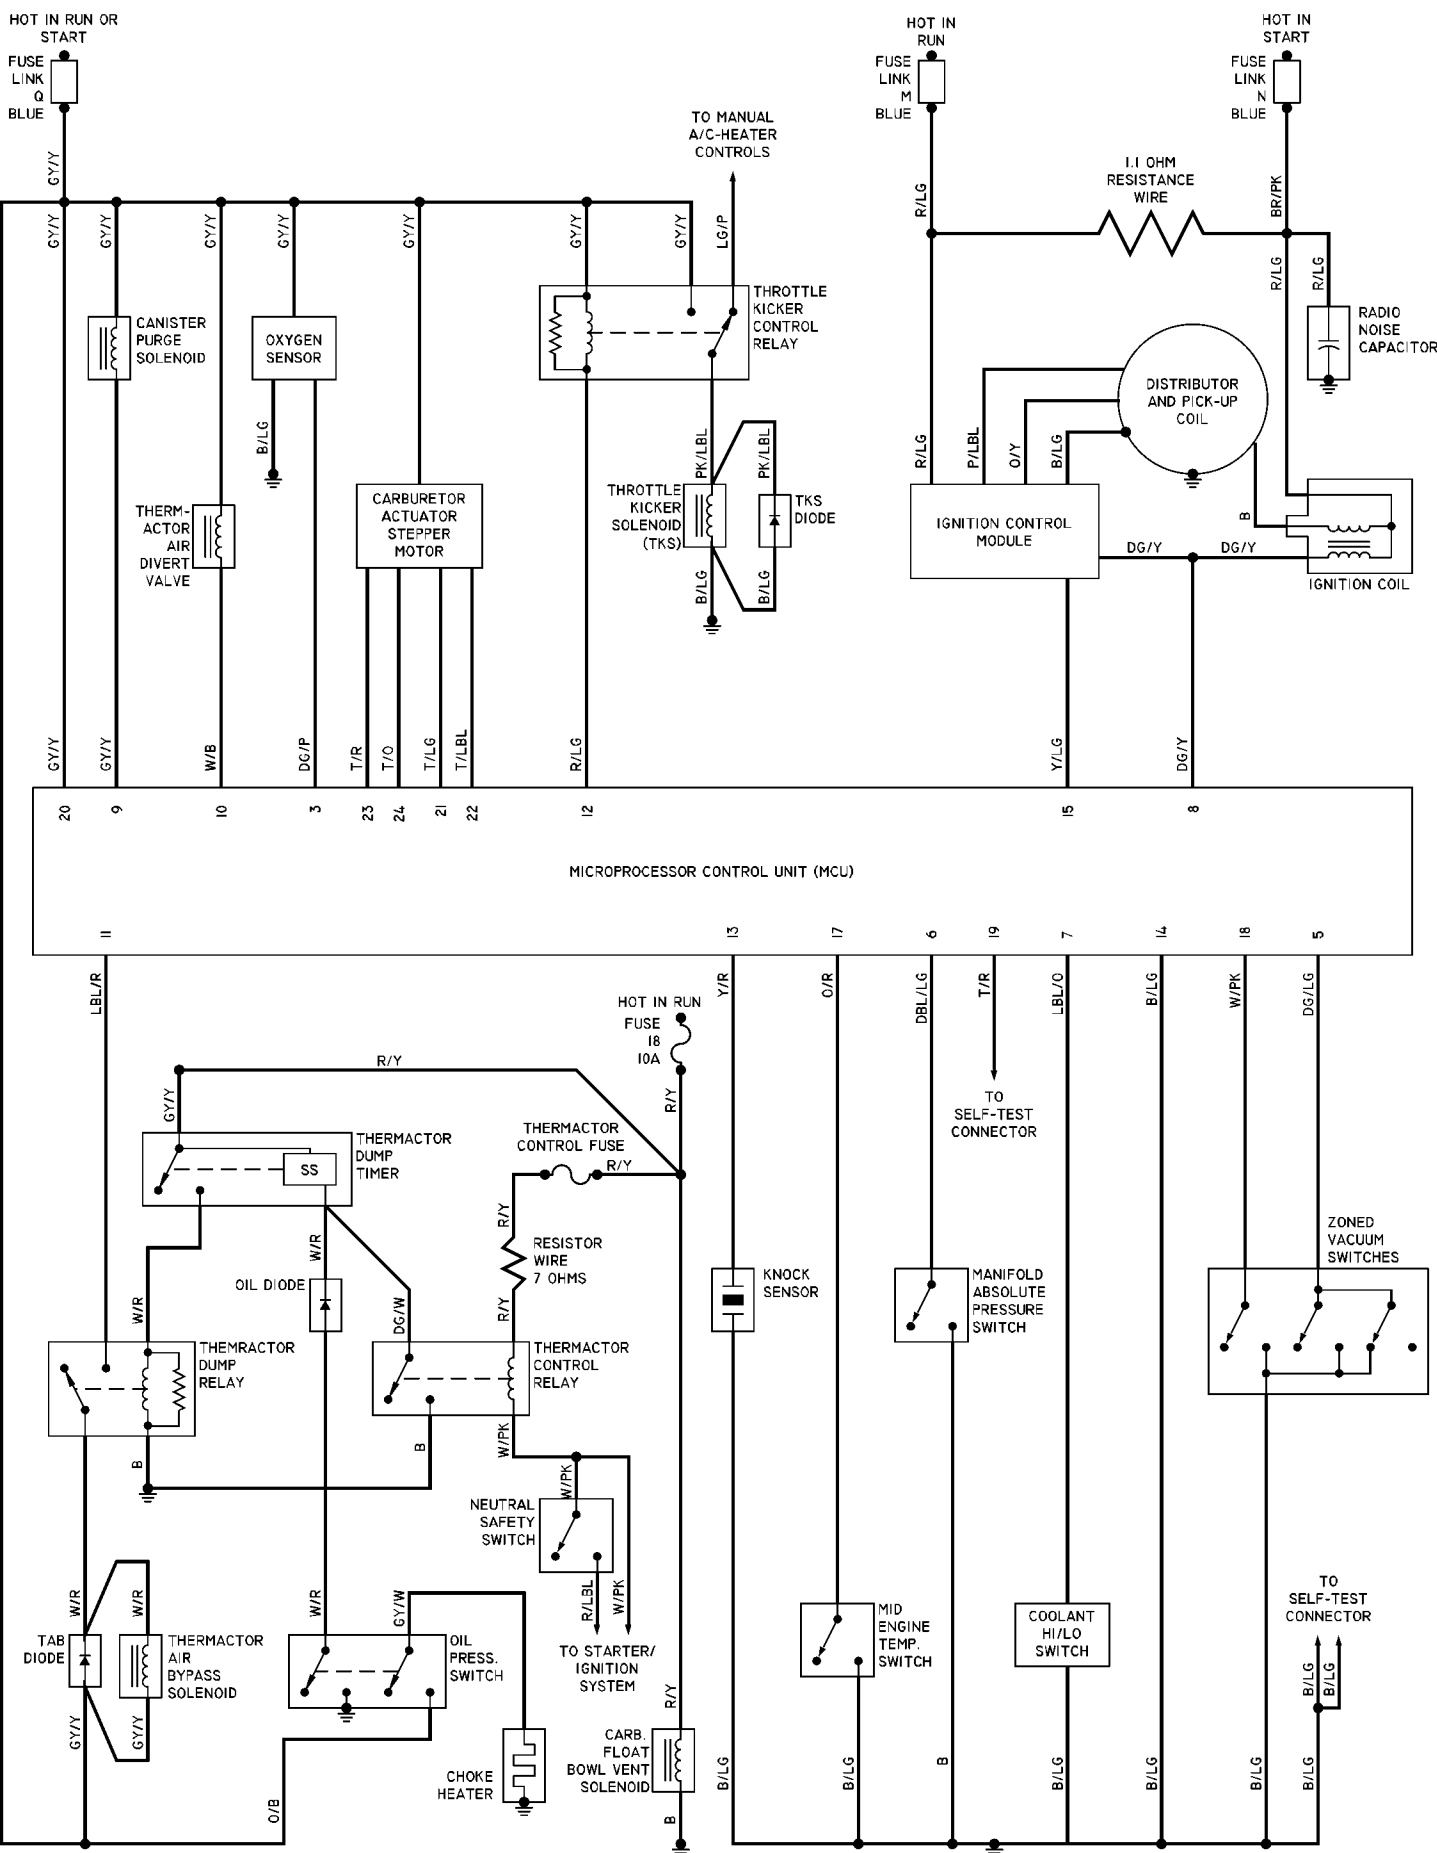 HOT IN RUN OR
START
FUSE
LINK
Q
BLUE
HOT IN
RUN
FUSE
LINK
M
BLUE
HOT IN
START
FUSE
LINK
N
BLUE
TO MANUAL
A/C-HEATER
CONTROLS
1.1 OHM
RESISTANCE
WIRE
GY/Y
R/LG
BR/PK
GY/Y
GY/Y
GY/Y
GY/Y
GY/Y
GY/Y
GY/Y
LG/P
R/LG
R/LG
CANISTER
PURGE
SOLENOID
OXYGEN
SENSOR
THROTTLE
KICKER
CONTROL
RELAY
RADIO
NOISE
CAPACITOR
DISTRIBUTOR
AND PICK-UP
COIL
B/LG
PK/LBL
PK/LBL
R/LG
P/LBL
O/Y
B/LG
B
THERM-
ACTOR
AIR
DIVERT
VALVE
CARBURETOR
ACTUATOR
STEPPER
MOTOR
THROTTLE
KICKER
SOLENOID
(TKS)
TKS
DIODE
B/LG
B/LG
IGNITION CONTROL
MODULE
DG/Y
DG/Y
IGNITION COIL
GY/Y
GY/Y
W/B
DG/P
T/R
T/O
T/LG
T/LBL
R/LG
Y/LG
DG/Y
20
9
10
3
23
24
21
22
12
15
8
MICROPROCESSOR CONTROL UNIT (MCU)
11
13
17
6
19
7
14
18
5
LBL/R
Y/R
O/R
DBL/LG
T/R
LBL/O
B/LG
W/PK
DG/LG
HOT IN RUN
FUSE
18
10A
R/Y
R/Y
GY/Y
TO
SELF-TEST
CONNECTOR
THERMACTOR
DUMP
TIMER
SS
THERMACTOR
CONTROL FUSE
R/Y
R/Y
RESISTOR
WIRE
7 OHMS
R/Y
W/R
OIL DIODE
DG/W
W/R
KNOCK
SENSOR
MANIFOLD
ABSOLUTE
PRESSURE
SWITCH
ZONED
VACUUM
SWITCHES
THEMRACTOR
DUMP
RELAY
THERMACTOR
CONTROL
RELAY
B
B
W/PK
W/PK
NEUTRAL
SAFETY
SWITCH
R/LBL
W/PK
TO STARTER/
IGNITION
SYSTEM
W/R
W/R
W/R
GY/W
TAB
DIODE
THERMACTOR
AIR
BYPASS
SOLENOID
OIL
PRESS.
SWITCH
GY/Y
GY/Y
O/B
CHOKE
HEATER
R/Y
CARB.
FLOAT
BOWL VENT
SOLENOID
B
MID
ENGINE
TEMP.
SWITCH
COOLANT
HI/LO
SWITCH
TO
SELF-TEST
CONNECTOR
B/LG
B/LG
B/LG
B/LG
B
B/LG
B/LG
B/LG
B/LG